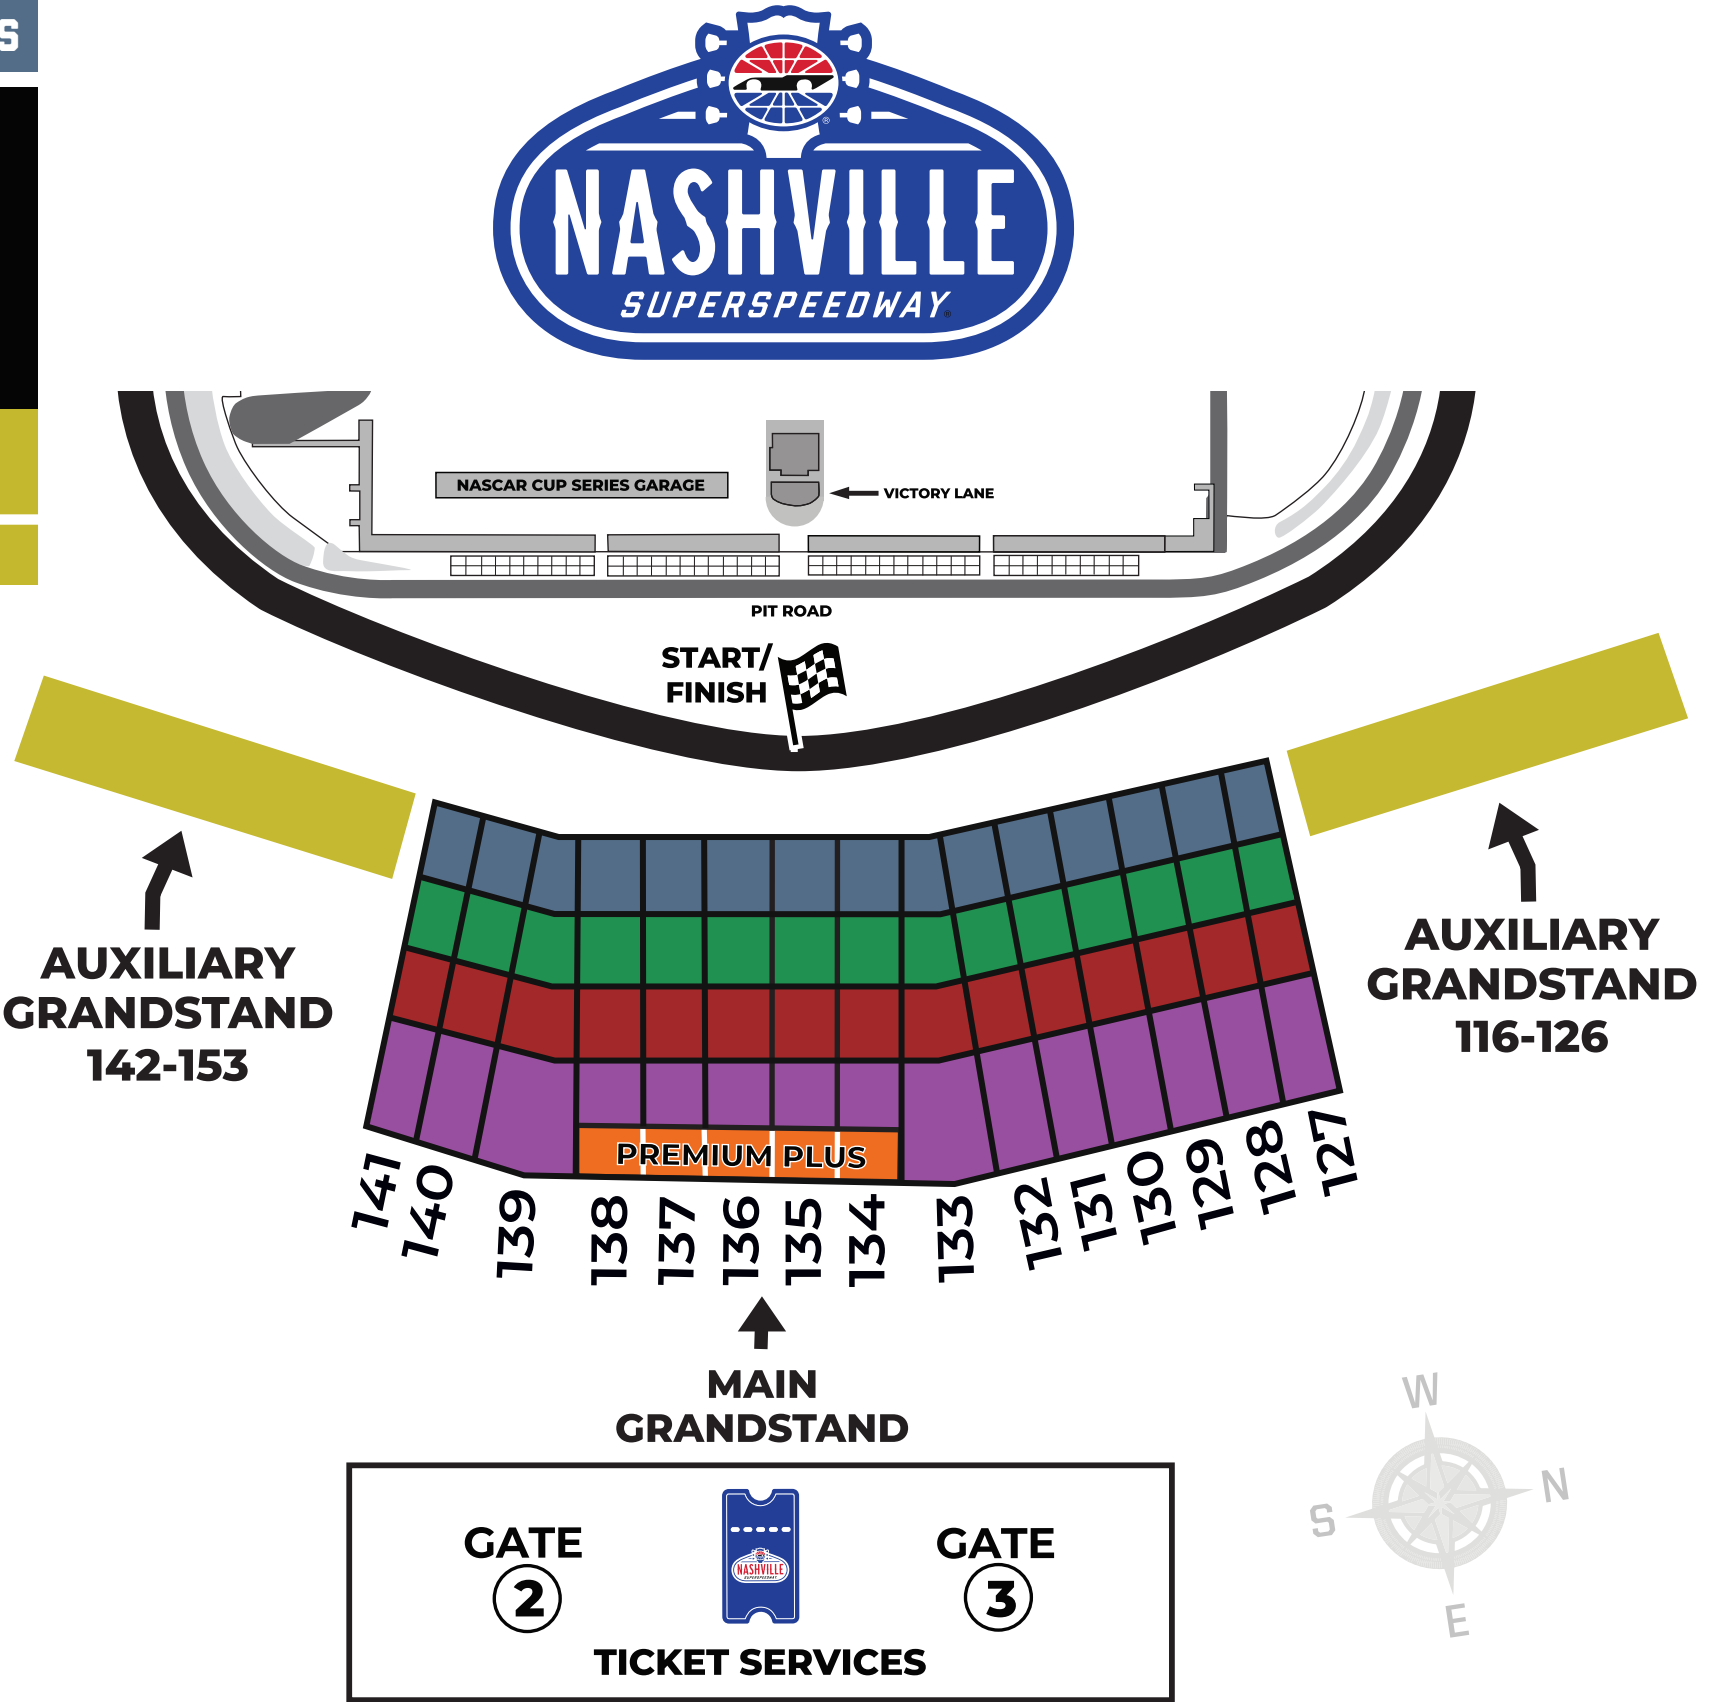 S
NASHVILLE
SUPERSPEEDWAY®
NASCAR CUP SERIES GARAGE
VICTORY LANE
PIT ROAD
START/
FINISH
AUXILIARY
GRANDSTAND
142-153
AUXILIARY
GRANDSTAND
116-126
PREMIUM PLUS
141
140
139
138
137
136
135
134
133
132
131
130
129
128
127
MAIN
GRANDSTAND
GATE
2
GATE
3
NASHVILLE
SUPERSPEEDWAY
TICKET SERVICES
W
N
S
E